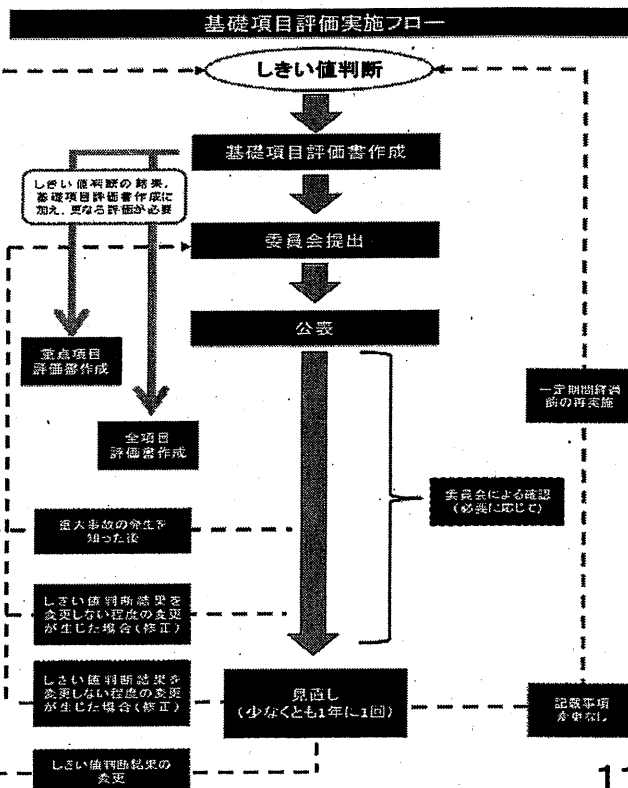 基礎項目評価実施フロー
しきい値判断
基礎項目評価書作成
しきい値判断の結果、
基礎項目評価書作成に
加え、更なる評価が必要
委員会提出
公表
重点項目
評価書作成
一定期間経過
前の再実施
全項目
評価書作成
委員会による確認
(必要に応じて)
重大事故の発生を
知った後
しきい値判断結果を
変更しない程度の変更
が生じた場合(修正)
しきい値判断結果を
変更しない程度の変更
が生じた場合(修正)
見直し
(少なくとも1年に1回)
記載事項
変更なし
しきい値判断結果の
変更
11